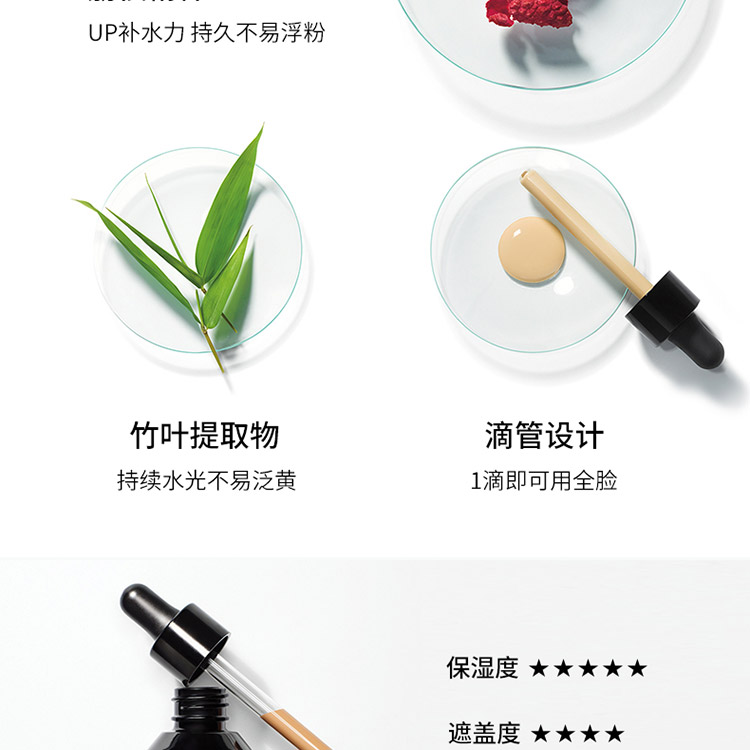 UP补水力 持久不易浮粉
竹叶提取物
持续水光不易泛黄
滴管设计
1滴即可用全脸
保湿度 ★★★★★
遮盖度 ★★★★